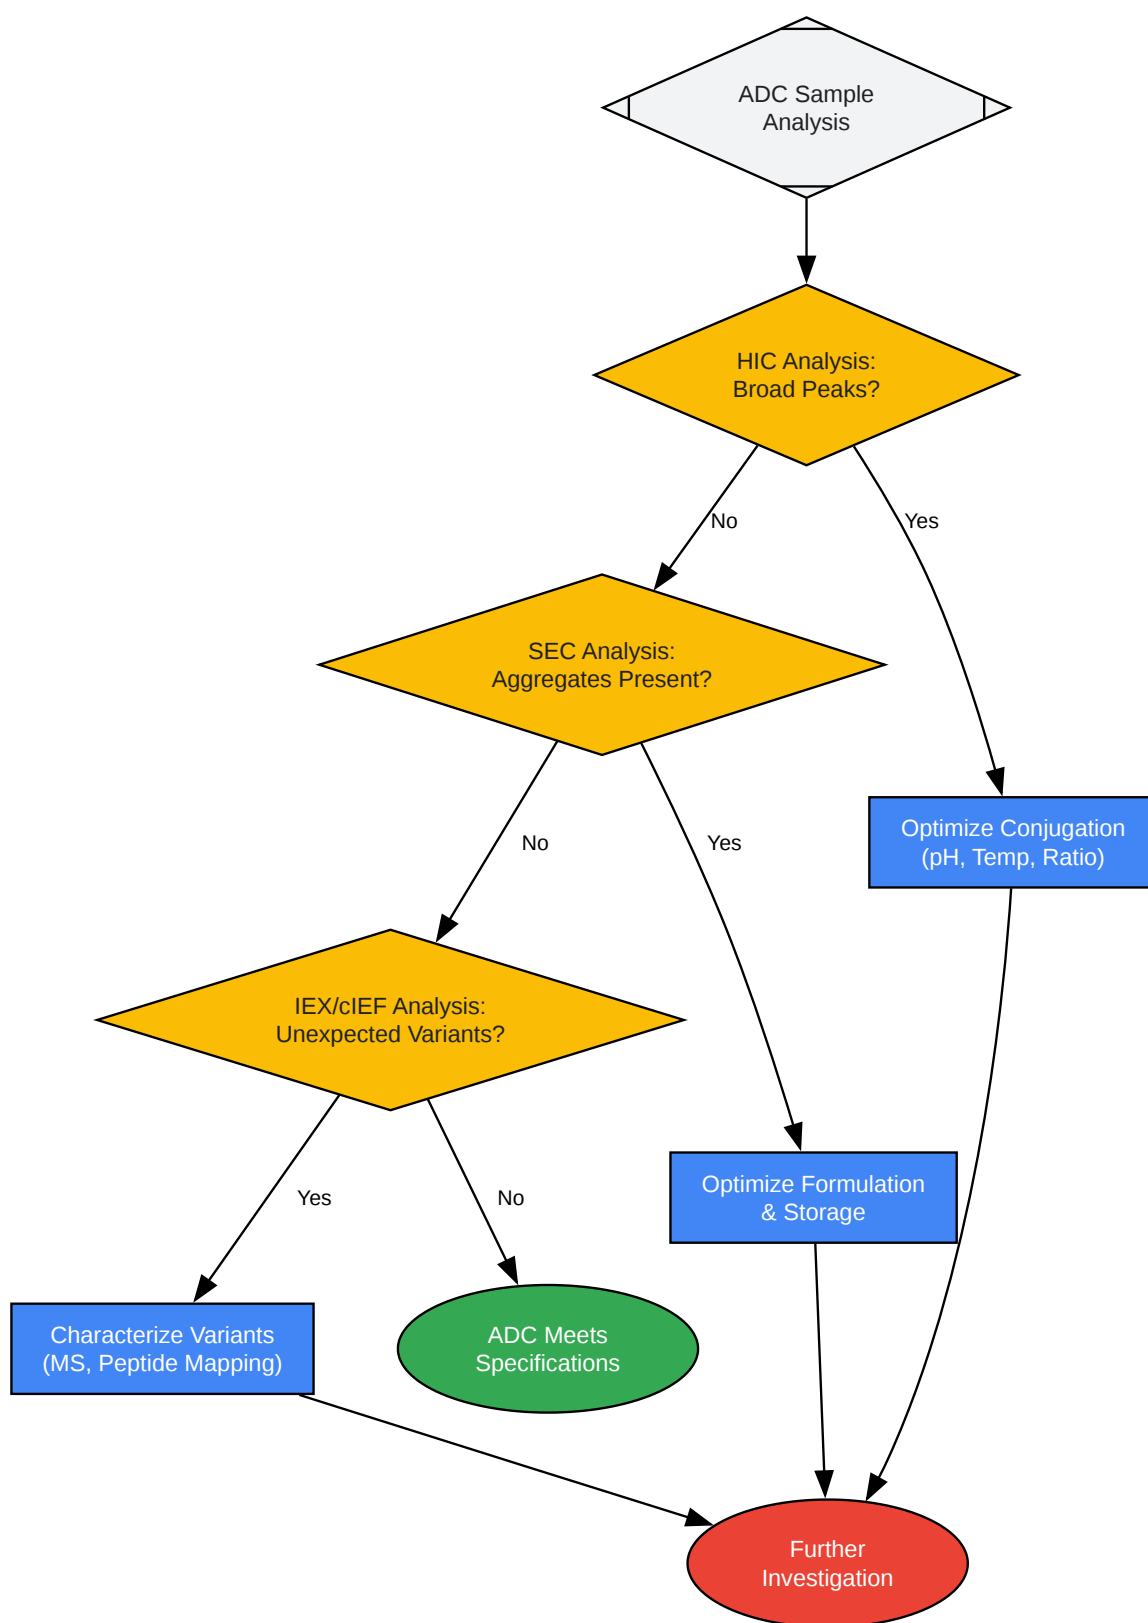 ADC Sample
Analysis
HIC Analysis:
Broad Peaks?
No
Yes
SEC Analysis:
Aggregates Present?
Optimize Conjugation
(pH, Temp, Ratio)
No
Yes
IEX/cIEF Analysis:
Unexpected Variants?
Optimize Formulation
& Storage
Yes
No
Characterize Variants
(MS, Peptide Mapping)
ADC Meets
Specifications
Further
Investigation